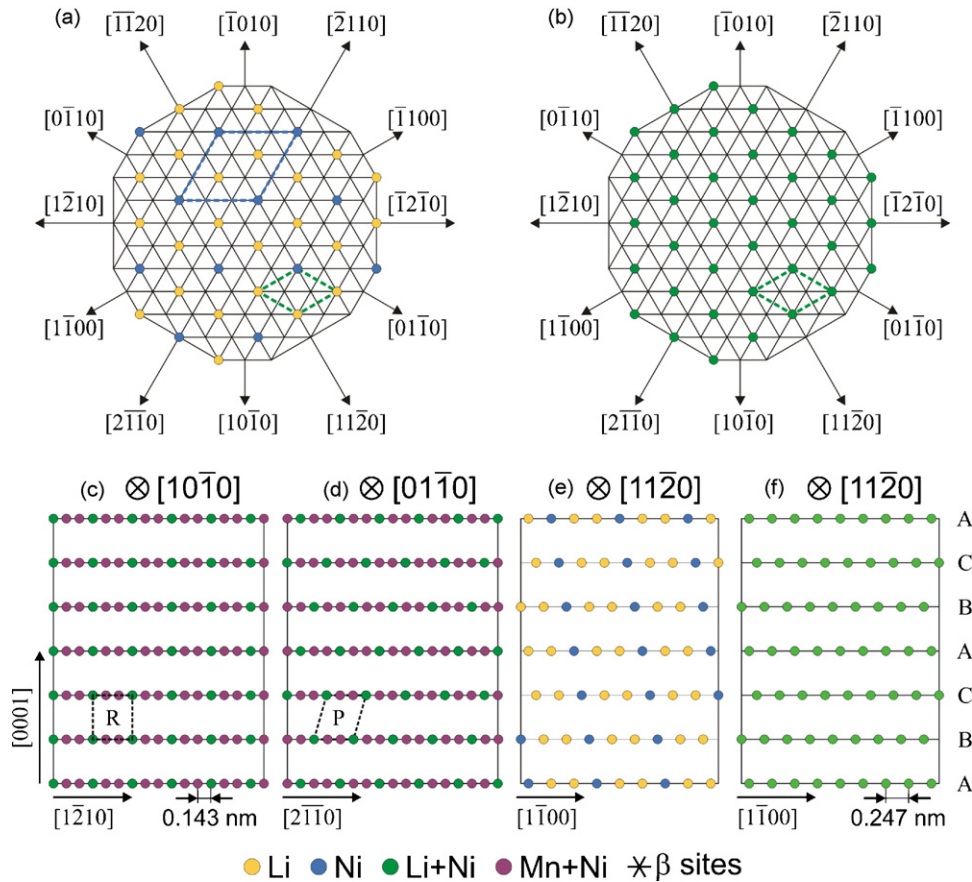 (a)
[1̄1̄20] [1̄010] [2̄110]
[01̄10] [1̄100]
[12̄10] [1̄21̄0]
[11̄00] [011̄0]
[21̄1̄0] [101̄0] [112̄0]
(b)
[1̄1̄20] [1̄010] [2̄110]
[01̄10] [1̄100]
[12̄10] [1̄21̄0]
[11̄00] [011̄0]
[21̄1̄0] [101̄0] [112̄0]
(c) ⊗ [101̄0]
(d) ⊗ [011̄0]
(e) ⊗ [112̄0]
(f) ⊗ [112̄0]
A
C
B
A
C
B
A
[0001]
R
P
[12̄10]
0.143 nm
[21̄1̄0]
[11̄00]
[11̄00]
0.247 nm
Li Ni Li+Ni Mn+Ni β sites